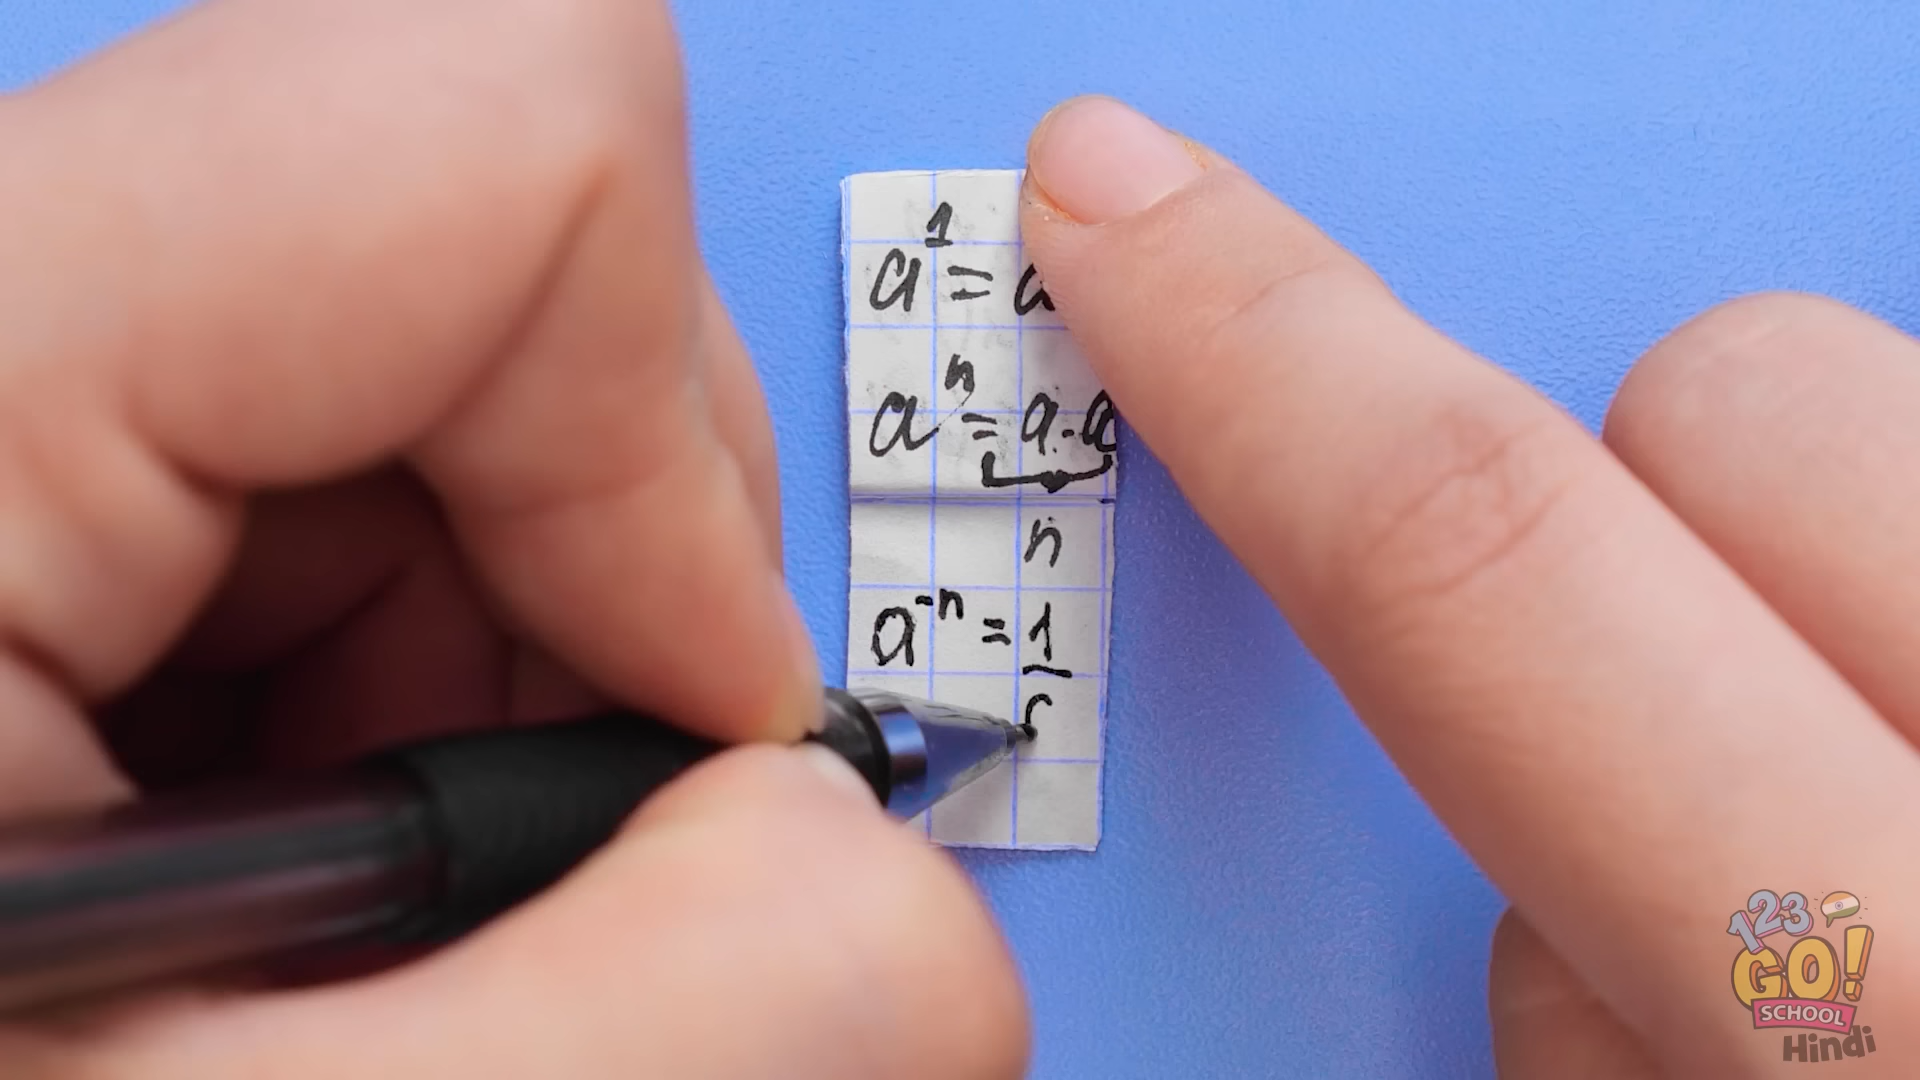 a¹ = a
aⁿ = a · a
n
a⁻ⁿ = 1
123
GO!
SCHOOL
Hindi